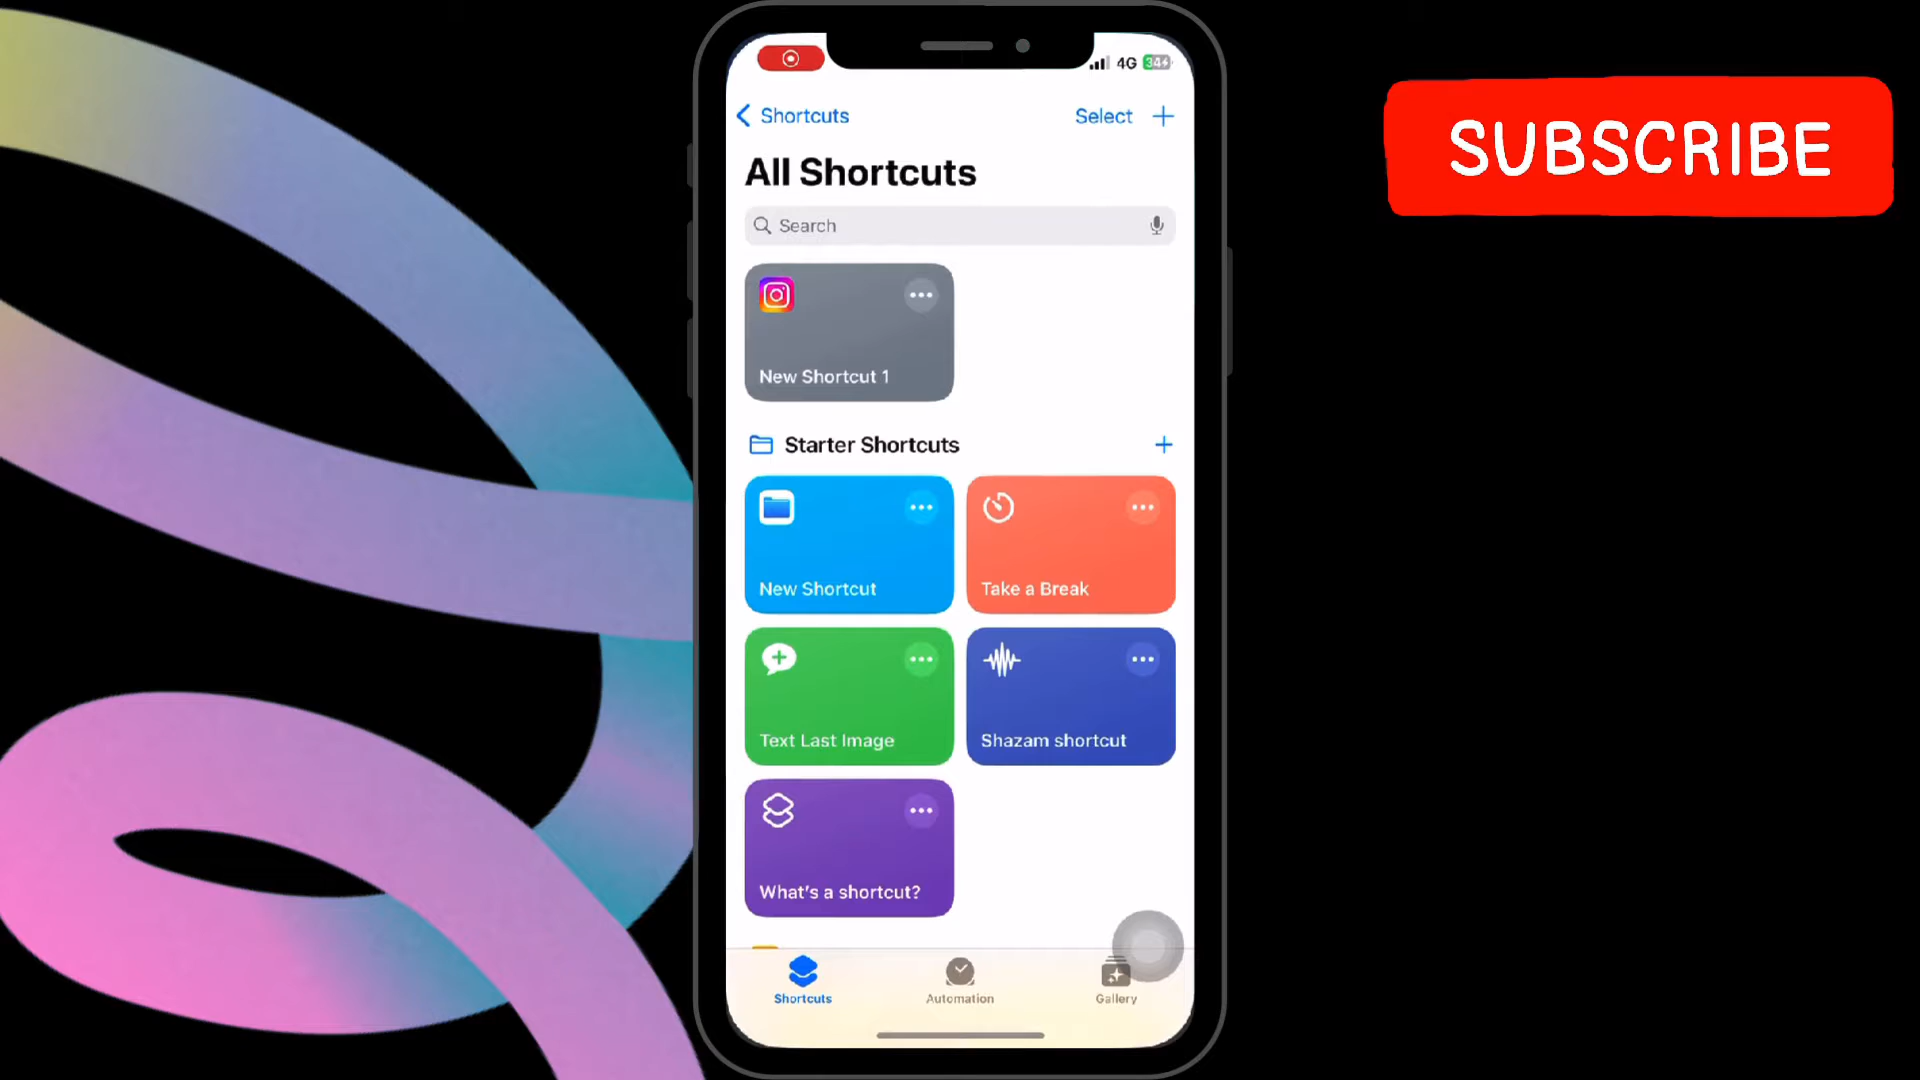 4G 34
Shortcuts Select
All Shortcuts
Search
New Shortcut 1
Starter Shortcuts
New Shortcut
Take a Break
Text Last Image
Shazam shortcut
What's a shortcut?
Shortcuts Automation Gallery
SUBSCRIBE